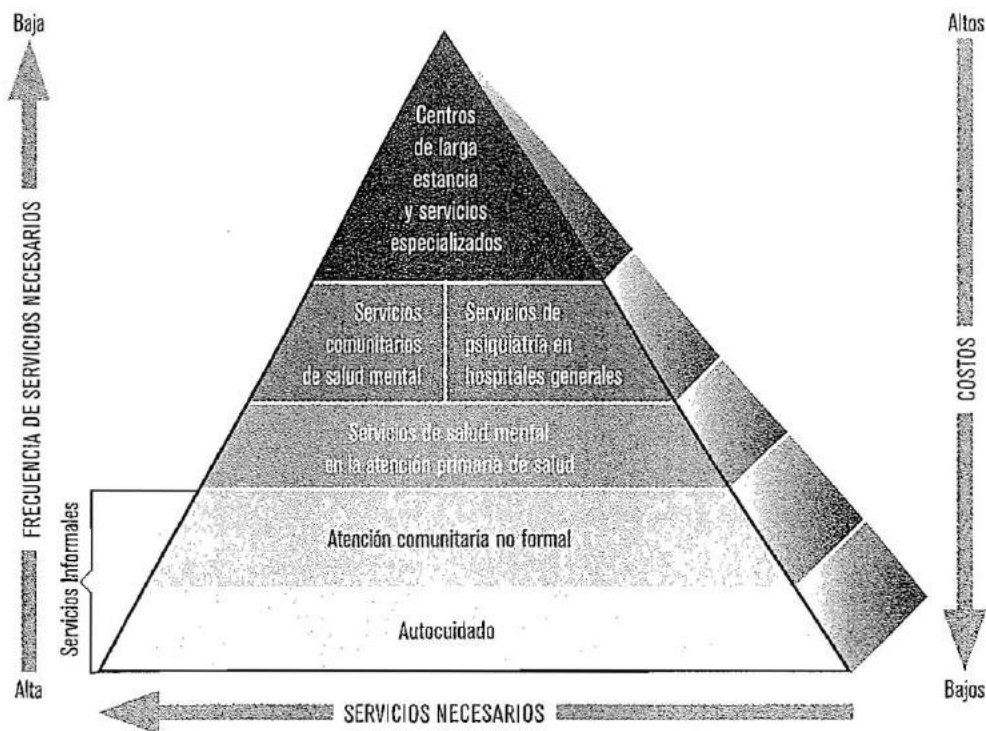 Baja
Altos
Centros
de larga
estancia
y servicios
especializados
Servicios
comunitarios
de salud mental
Servicios de
psiquiatría en
hospitales generales
Servicios de salud mental
en la atención primaria de salud
Atención comunitaria no formal
Autocuidado
FRECUENCIA DE SERVICIOS NECESARIOS
Servicios Informales
COSTOS
Alta
Bajos
SERVICIOS NECESARIOS